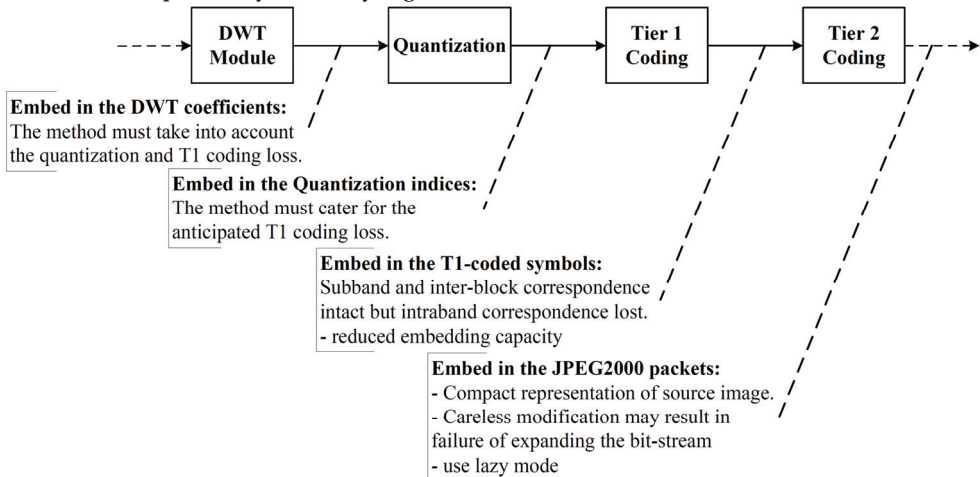 DWT
Module
Quantization
Tier 1
Coding
Tier 2
Coding
Embed in the DWT coefficients:
The method must take into account
the quantization and T1 coding loss.
Embed in the Quantization indices:
The method must cater for the
anticipated T1 coding loss.
Embed in the T1-coded symbols:
Subband and inter-block correspondence
intact but intraband correspondence lost.
- reduced embedding capacity
Embed in the JPEG2000 packets:
- Compact representation of source image.
- Careless modification may result in
failure of expanding the bit-stream
- use lazy mode